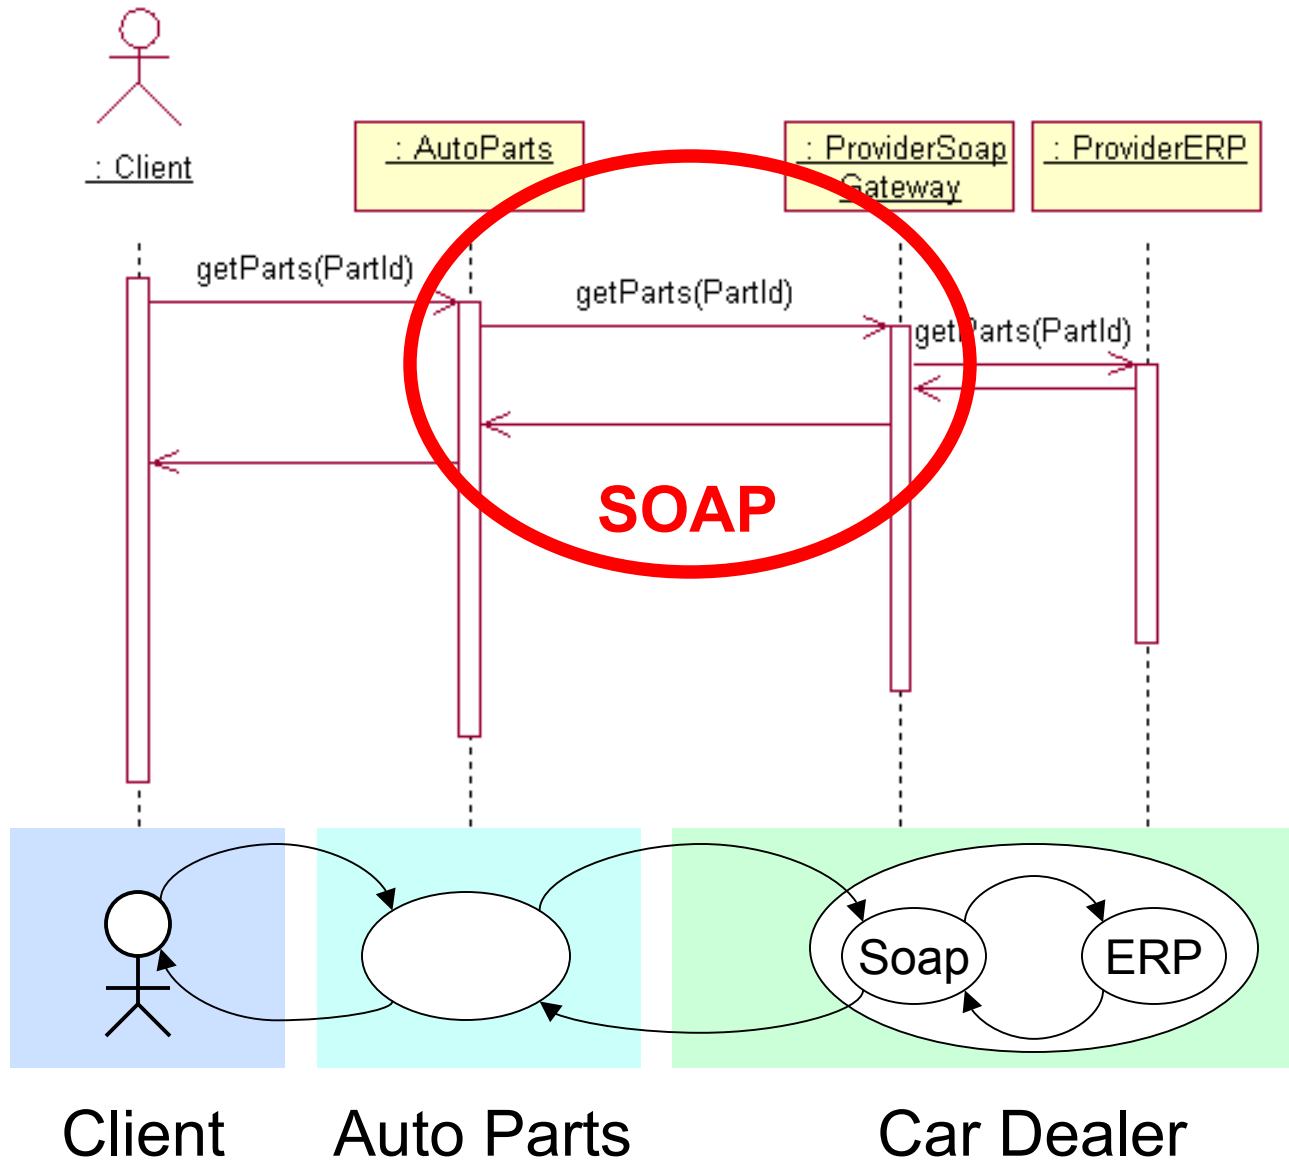 : Client
: AutoParts
: ProviderSoap
Gateway
: ProviderERP
getParts(PartId)
getParts(PartId)
getParts(PartId)
SOAP
Soap
ERP
Client
Auto Parts
Car Dealer